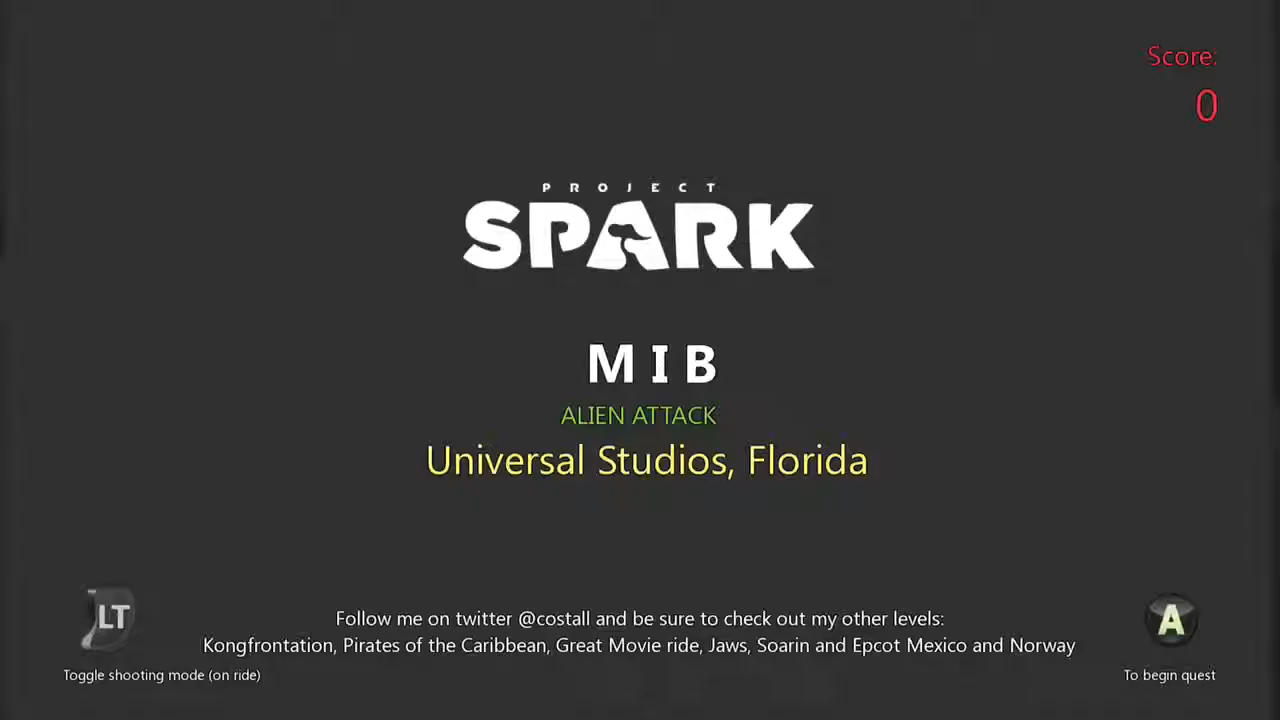 Score:
0
PROJECT
SPARK
M I B
ALIEN ATTACK
Universal Studios, Florida
LT
Follow me on twitter @costall and be sure to check out my other levels:
Kongfrontation, Pirates of the Caribbean, Great Movie ride, Jaws, Soarin and Epcot Mexico and Norway
Toggle shooting mode (on ride)
A
To begin quest